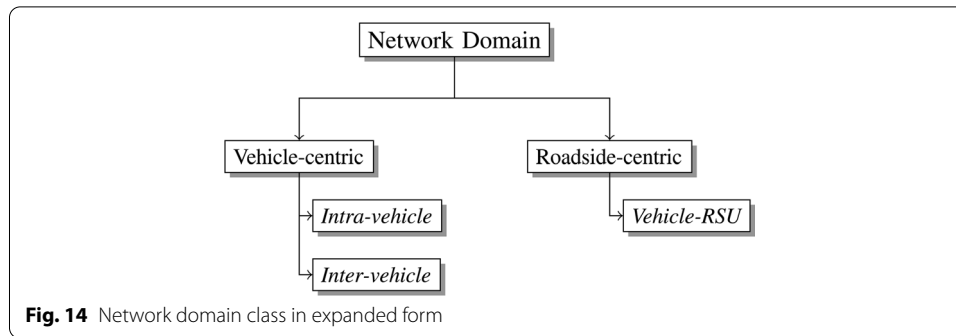 Network Domain
Vehicle-centric
Roadside-centric
Intra-vehicle
Vehicle-RSU
Inter-vehicle
Fig. 14 Network domain class in expanded form